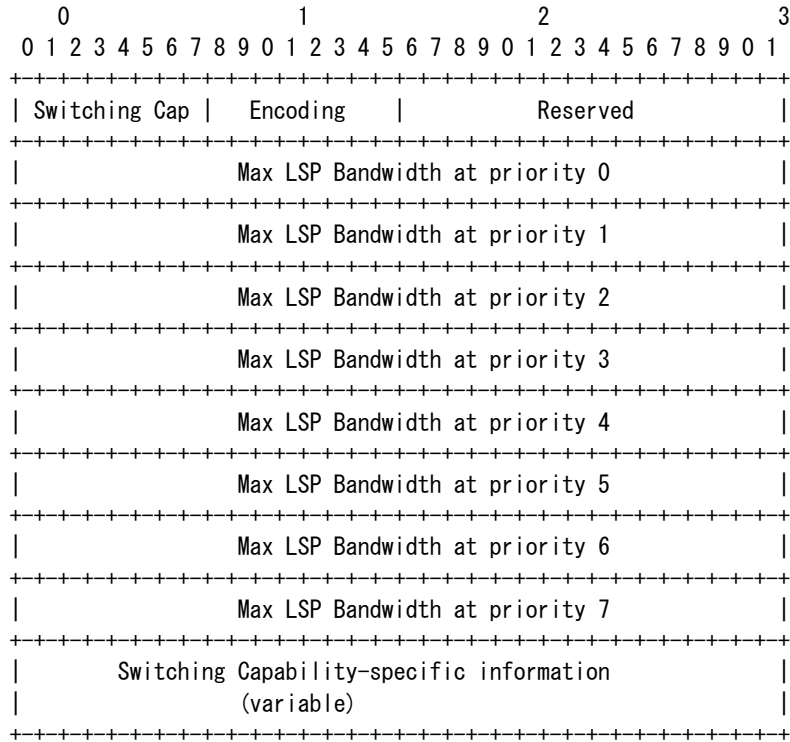 0                   1                   2                   3
0 1 2 3 4 5 6 7 8 9 0 1 2 3 4 5 6 7 8 9 0 1 2 3 4 5 6 7 8 9 0 1
+-+-+-+-+-+-+-+-+-+-+-+-+-+-+-+-+-+-+-+-+-+-+-+-+-+-+-+-+-+-+-+-+
| Switching Cap |   Encoding    |           Reserved            |
+-+-+-+-+-+-+-+-+-+-+-+-+-+-+-+-+-+-+-+-+-+-+-+-+-+-+-+-+-+-+-+-+
|                  Max LSP Bandwidth at priority 0              |
+-+-+-+-+-+-+-+-+-+-+-+-+-+-+-+-+-+-+-+-+-+-+-+-+-+-+-+-+-+-+-+-+
|                  Max LSP Bandwidth at priority 1              |
+-+-+-+-+-+-+-+-+-+-+-+-+-+-+-+-+-+-+-+-+-+-+-+-+-+-+-+-+-+-+-+-+
|                  Max LSP Bandwidth at priority 2              |
+-+-+-+-+-+-+-+-+-+-+-+-+-+-+-+-+-+-+-+-+-+-+-+-+-+-+-+-+-+-+-+-+
|                  Max LSP Bandwidth at priority 3              |
+-+-+-+-+-+-+-+-+-+-+-+-+-+-+-+-+-+-+-+-+-+-+-+-+-+-+-+-+-+-+-+-+
|                  Max LSP Bandwidth at priority 4              |
+-+-+-+-+-+-+-+-+-+-+-+-+-+-+-+-+-+-+-+-+-+-+-+-+-+-+-+-+-+-+-+-+
|                  Max LSP Bandwidth at priority 5              |
+-+-+-+-+-+-+-+-+-+-+-+-+-+-+-+-+-+-+-+-+-+-+-+-+-+-+-+-+-+-+-+-+
|                  Max LSP Bandwidth at priority 6              |
+-+-+-+-+-+-+-+-+-+-+-+-+-+-+-+-+-+-+-+-+-+-+-+-+-+-+-+-+-+-+-+-+
|                  Max LSP Bandwidth at priority 7              |
+-+-+-+-+-+-+-+-+-+-+-+-+-+-+-+-+-+-+-+-+-+-+-+-+-+-+-+-+-+-+-+-+
|        Switching Capability-specific information              |
|                  (variable)                                   |
+-+-+-+-+-+-+-+-+-+-+-+-+-+-+-+-+-+-+-+-+-+-+-+-+-+-+-+-+-+-+-+-+